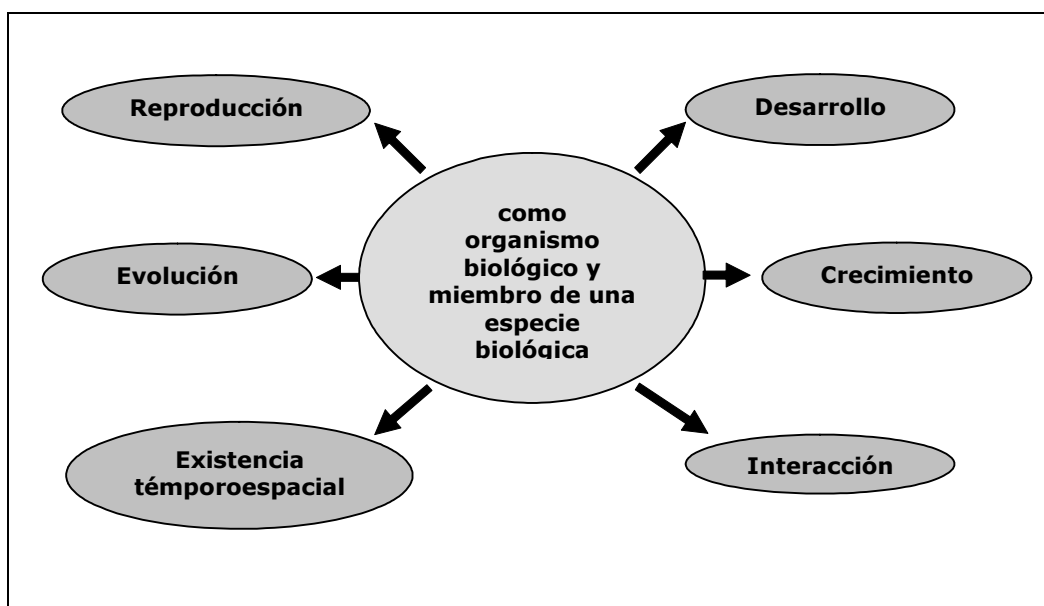 Reproducción
Desarrollo
como
organismo
biológico y
miembro de una
especie
biológica
Evolución
Crecimiento
Existencia
témporoespacial
Interacción